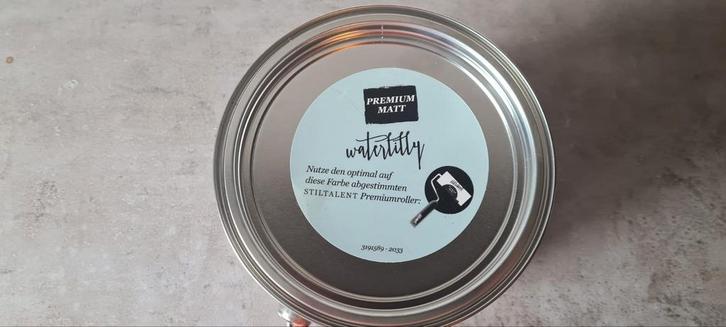 PREMIUM
MATT
waterlilly
Nutze den optimal auf
diese Farbe abgestimmten
STILTALENT Premiumroller:
3191589 - 2033